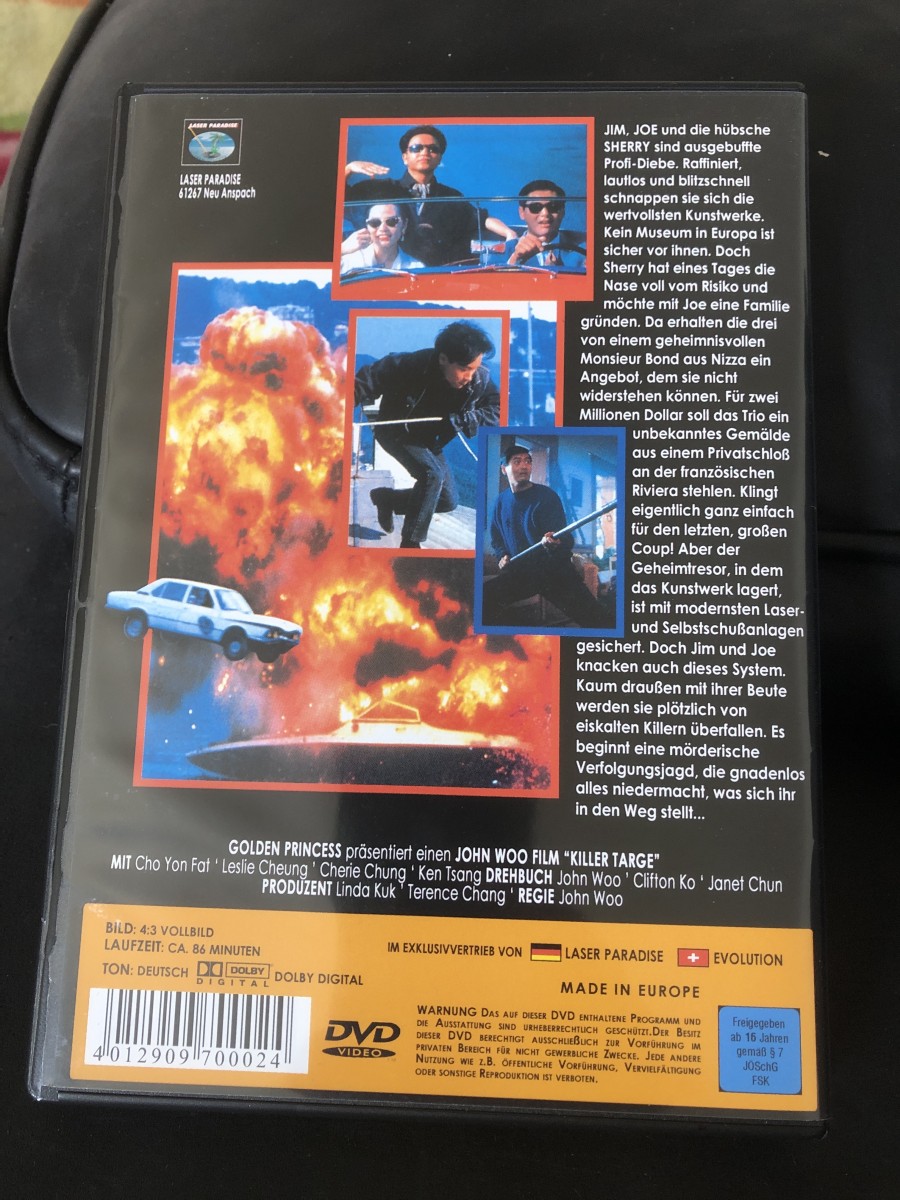 LASER PARADISE
LASER PARADISE
61267 Neu Anspach
JIM, JOE und die hübsche
SHERRY sind ausgebuffte
Profi-Diebe. Raffiniert,
lautlos und blitzschnell
schnappen sie sich die
wertvollsten Kunstwerke.
Kein Museum in Europa ist
sicher vor ihnen. Doch
Sherry hat eines Tages die
Nase voll vom Risiko und
möchte mit Joe eine Familie
gründen. Da erhalten die drei
von einem geheimnisvollen
Monsieur Bond aus Nizza ein
Angebot, dem sie nicht
widerstehen können. Für zwei
Millionen Dollar soll das Trio ein
unbekanntes Gemälde
aus einem Privatschloß
an der französischen
Riviera stehlen. Klingt
eigentlich ganz einfach
für den letzten, großen
Coup! Aber der
Geheimtresor, in dem
das Kunstwerk lagert,
ist mit modernsten Laser-
und Selbstschußanlagen
gesichert. Doch Jim und Joe
knacken auch dieses System.
Kaum draußen mit ihrer Beute
werden sie plötzlich von
eiskalten Killern überfallen. Es
beginnt eine mörderische
Verfolgungsjagd, die gnadenlos
alles niedermacht, was sich ihr
in den Weg stellt...
GOLDEN PRINCESS präsentiert einen JOHN WOO FILM "KILLER TARGE"
MIT Cho Yon Fat ' Leslie Cheung ' Cherie Chung ' Ken Tsang DREHBUCH John Woo ' Clifton Ko ' Janet Chun
PRODUZENT Linda Kuk ' Terence Chang ' REGIE John Woo
BILD: 4:3 VOLLBILD
LAUFZEIT: CA. 86 MINUTEN
TON: DEUTSCH DOLBY DIGITAL DOLBY DIGITAL
IM EXKLUSIVVERTRIEB VON LASER PARADISE EVOLUTION
MADE IN EUROPE
4 012909 700024
DVD
VIDEO
WARNUNG DAS AUF DIESER DVD ENTHALTENE PROGRAMM UND
DIE AUSSTATTUNG SIND URHEBERRECHTLICH GESCHÜTZT.DER BESITZ
DIESER DVD BERECHTIGT AUSSCHLIEßLICH ZUR VORFÜHRUNG IM
PRIVATEN BEREICH FÜR NICHT GEWERBLICHE ZWECKE. JEDE ANDERE
NUTZUNG WIE Z.B. ÖFFENTLICHE VORFÜHRUNG, VERVIELFÄLTIGUNG
ODER SONSTIGE REPRODUKTION IST VERBOTEN.
Freigegeben
ab 16 Jahren
gemäß § 7
JÖSchG
FSK